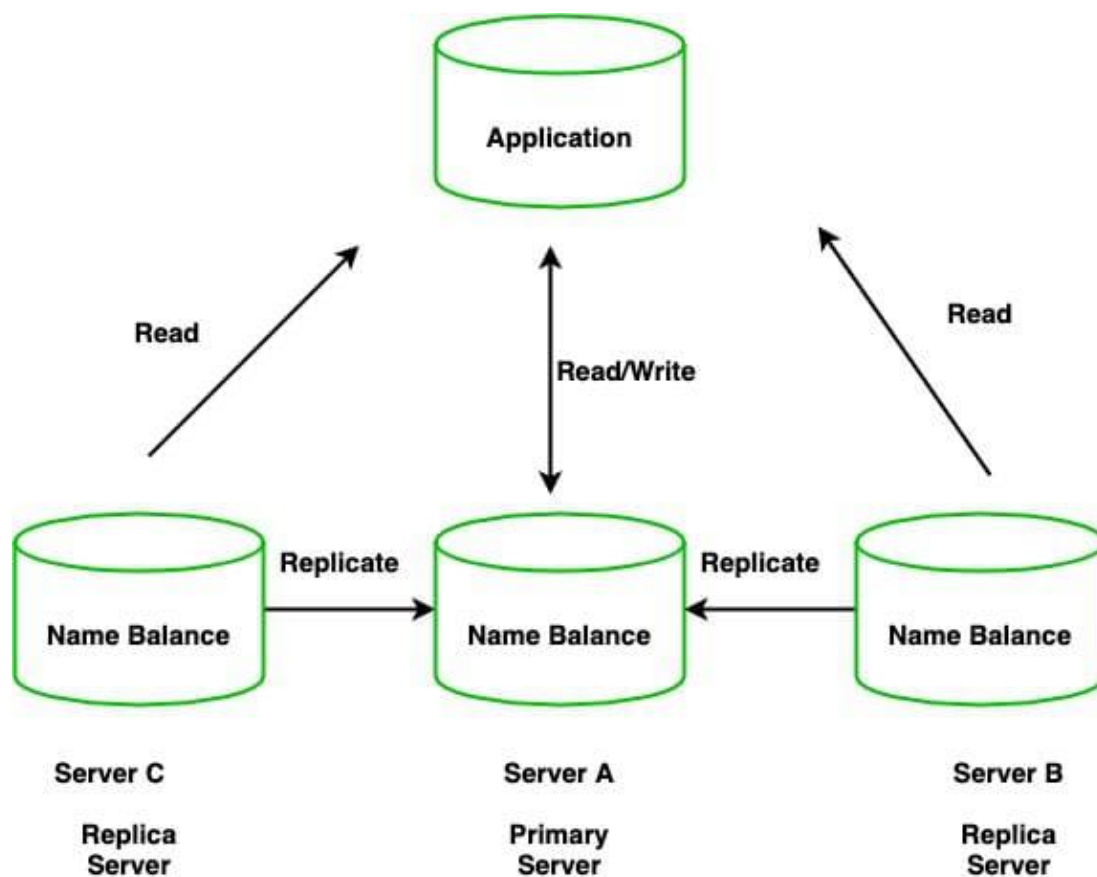 Application
Read
Read
Read/Write
Replicate
Replicate
Name Balance
Name Balance
Name Balance
Server C
Server A
Server B
Replica
Server
Primary
Server
Replica
Server